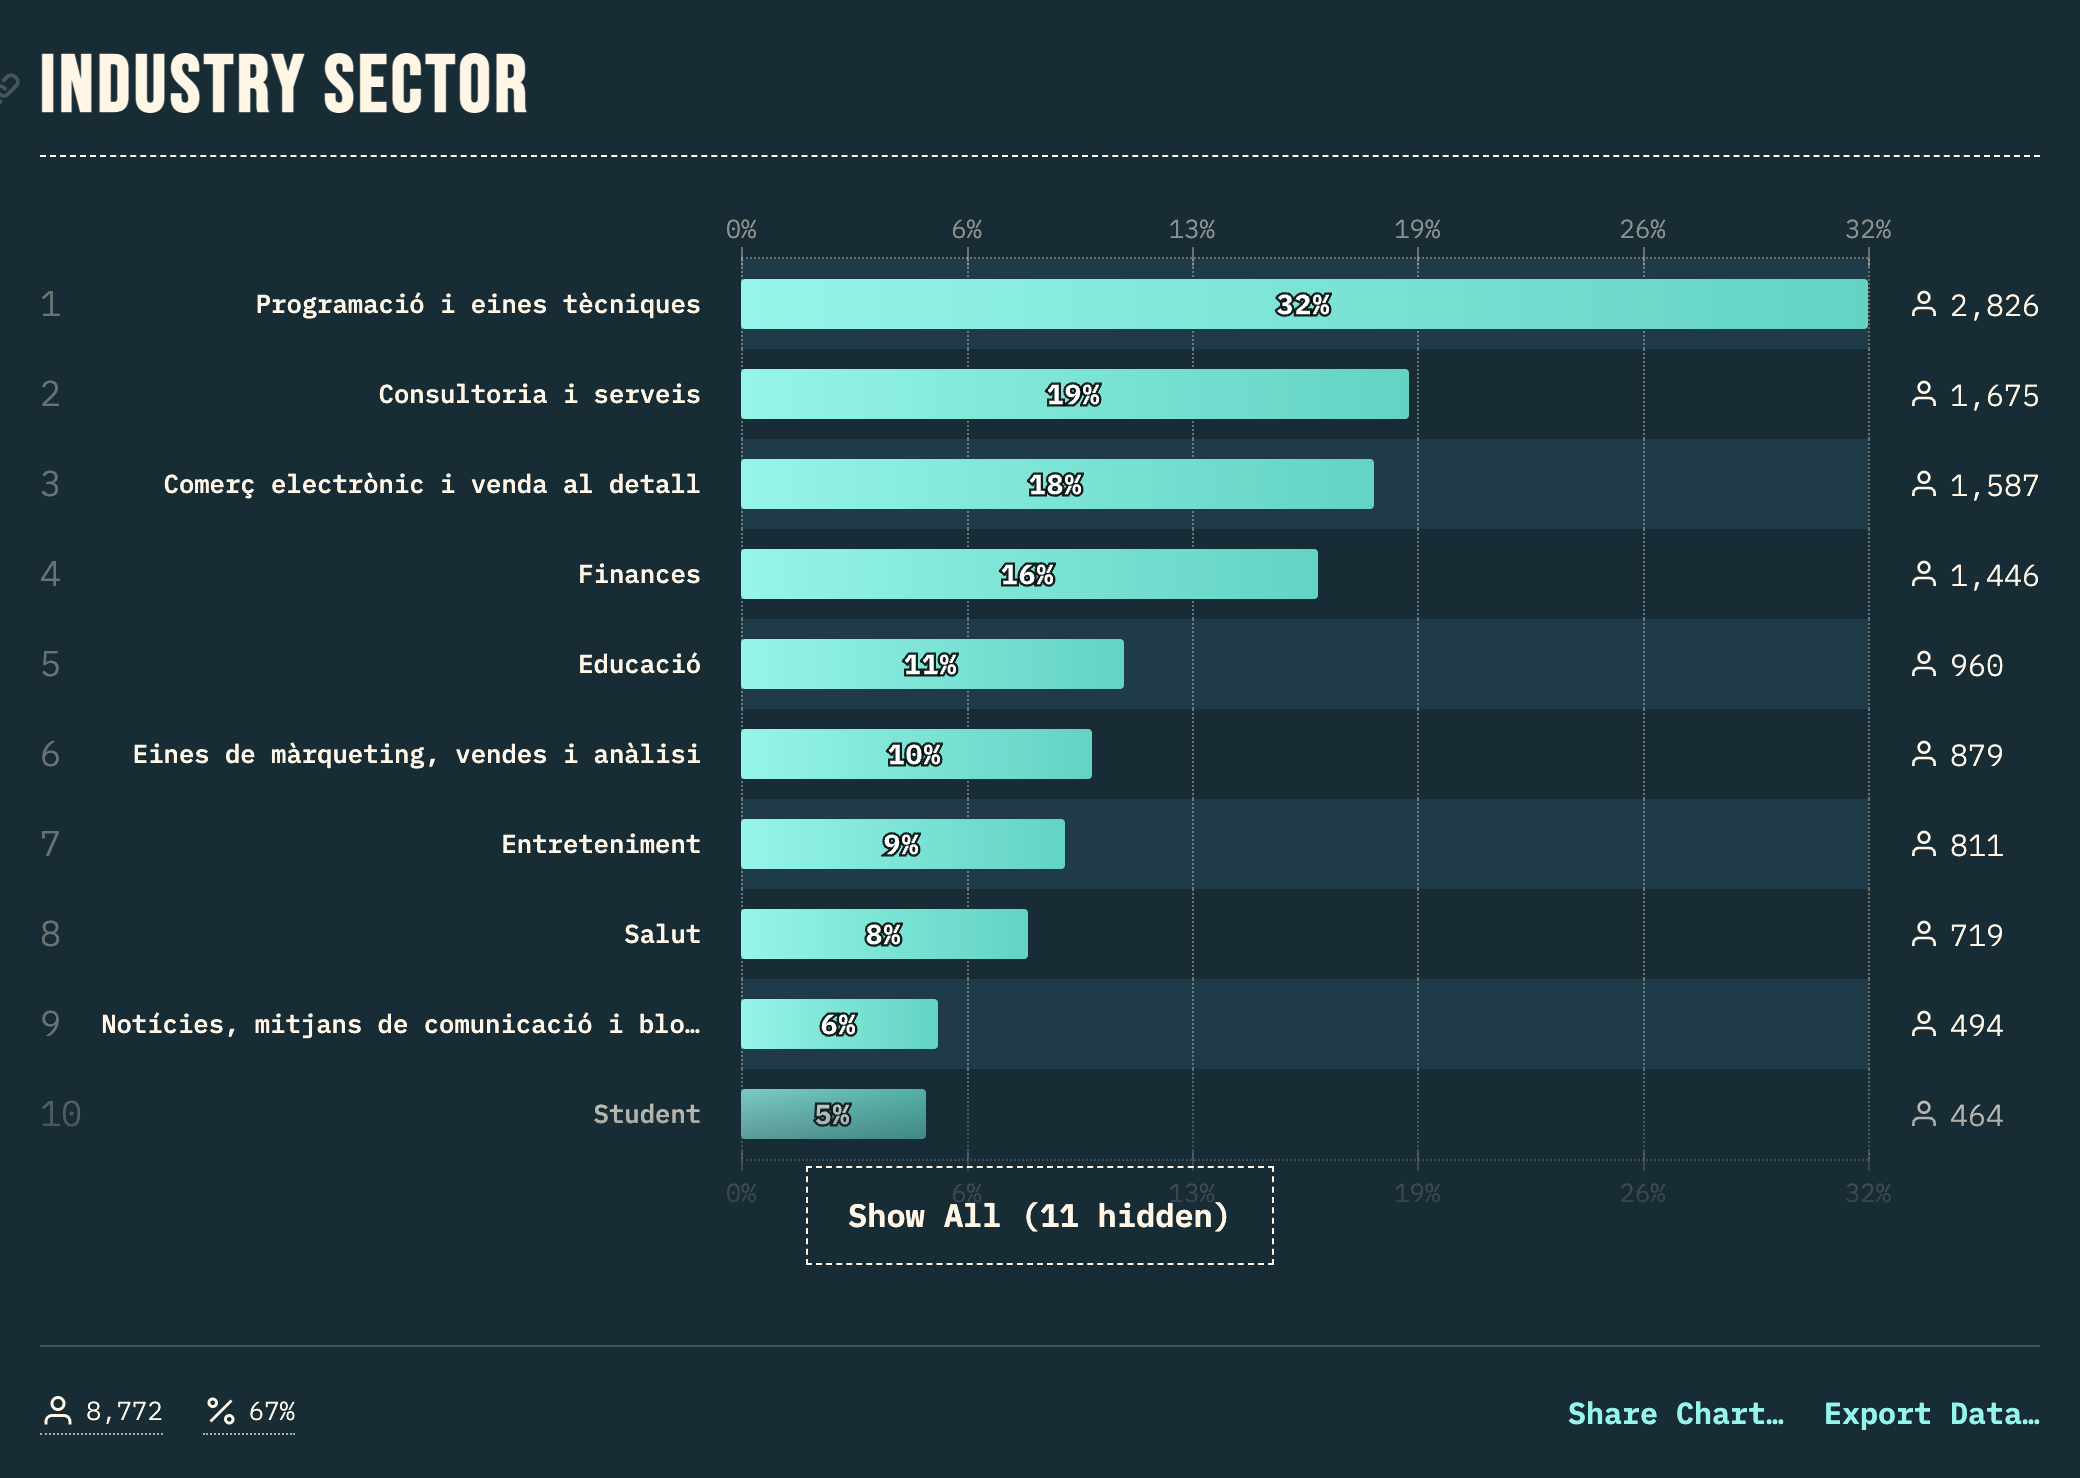 INDUSTRY SECTOR
0% 6% 13% 19% 26% 32%
1 Programació i eines tècniques 32% 2,826
2 Consultoria i serveis 19% 1,675
3 Comerç electrònic i venda al detall 18% 1,587
4 Finances 16% 1,446
5 Educació 11% 960
6 Eines de màrqueting, vendes i anàlisi 10% 879
7 Entreteniment 9% 811
8 Salut 8% 719
9 Notícies, mitjans de comunicació i blo… 6% 494
10 Student 5% 464
0% 6% 13% 19% 26% 32%
Show All (11 hidden)
8,772 67% Share Chart… Export Data…